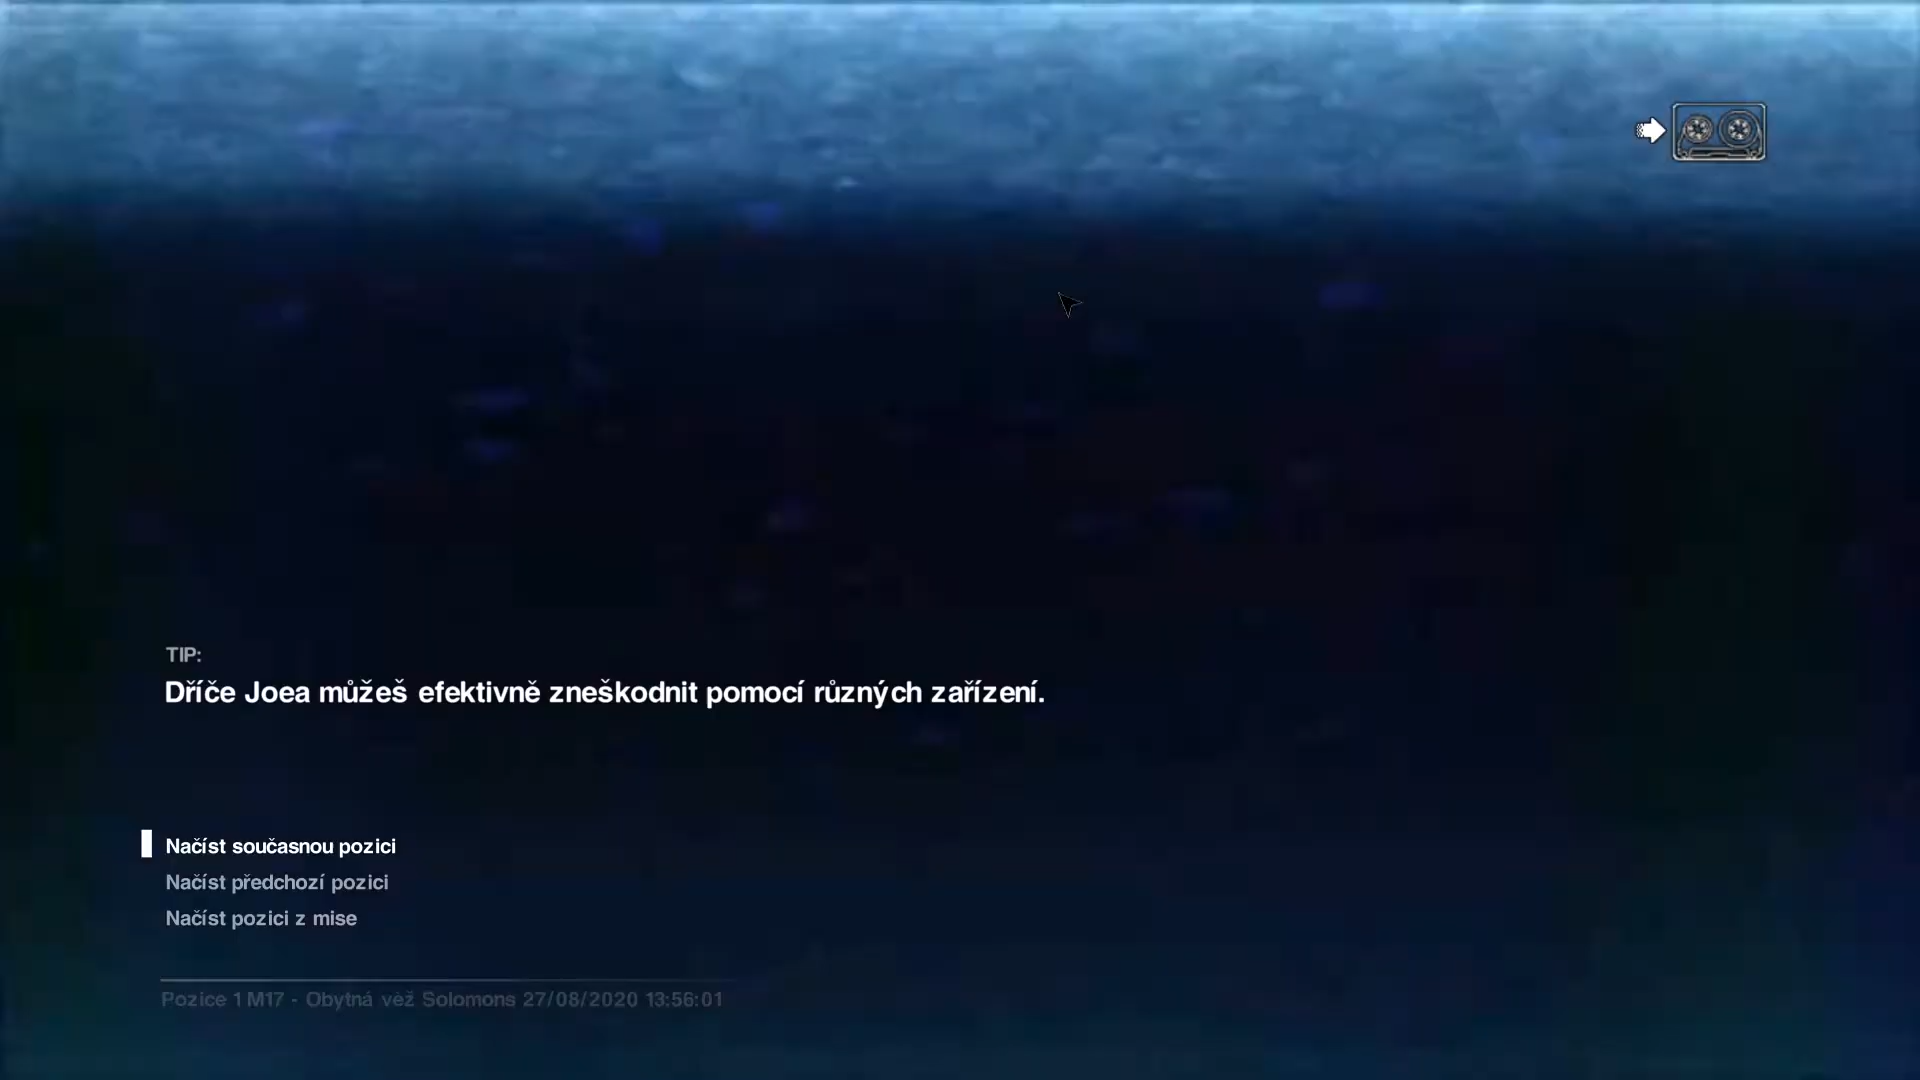 TIP:
Dříče Joea můžeš efektivně zneškodnit pomocí různých zařízení.
Načíst současnou pozici
Načíst předchozí pozici
Načíst pozici z mise
Pozice 1 M17 - Obytná věž Solomons 27/08/2020 13:56:01